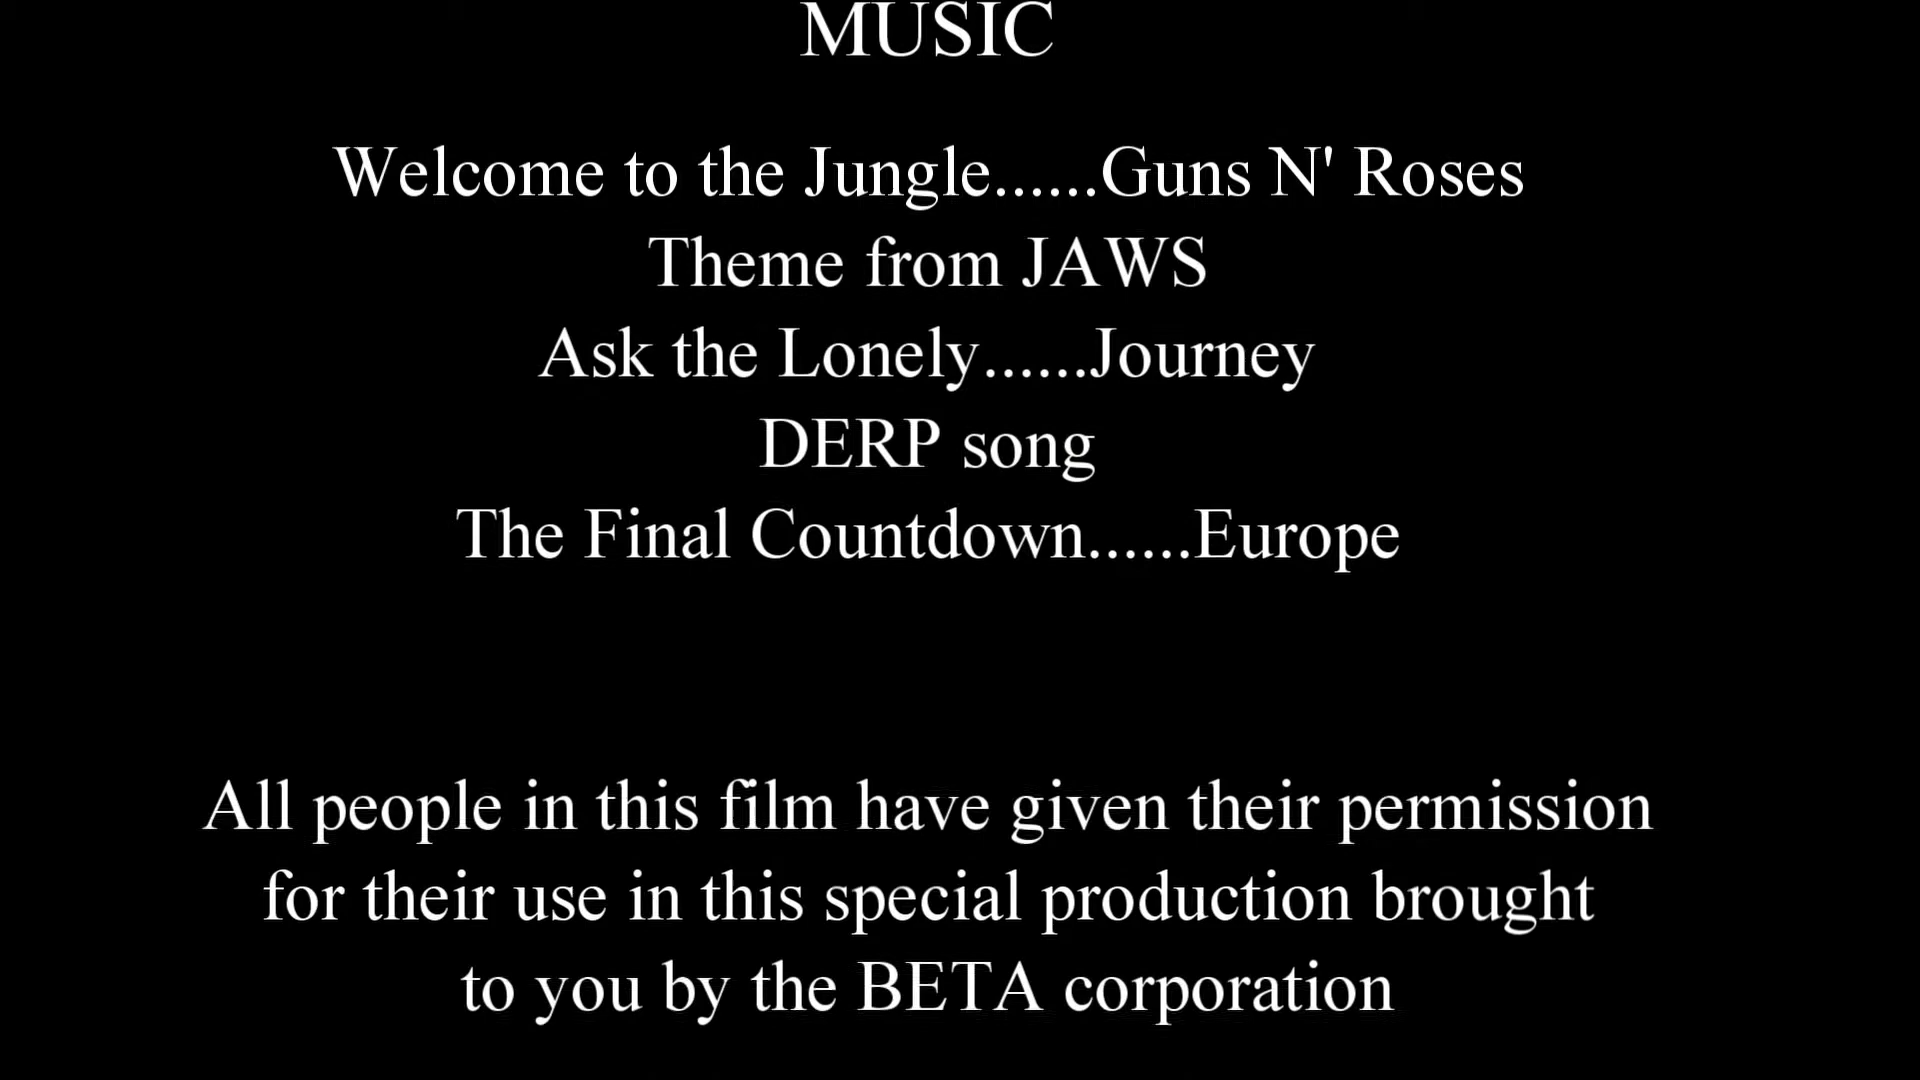 MUSIC
Welcome to the Jungle......Guns N' Roses
Theme from JAWS
Ask the Lonely......Journey
DERP song
The Final Countdown......Europe
All people in this film have given their permission
for their use in this special production brought
to you by the BETA corporation